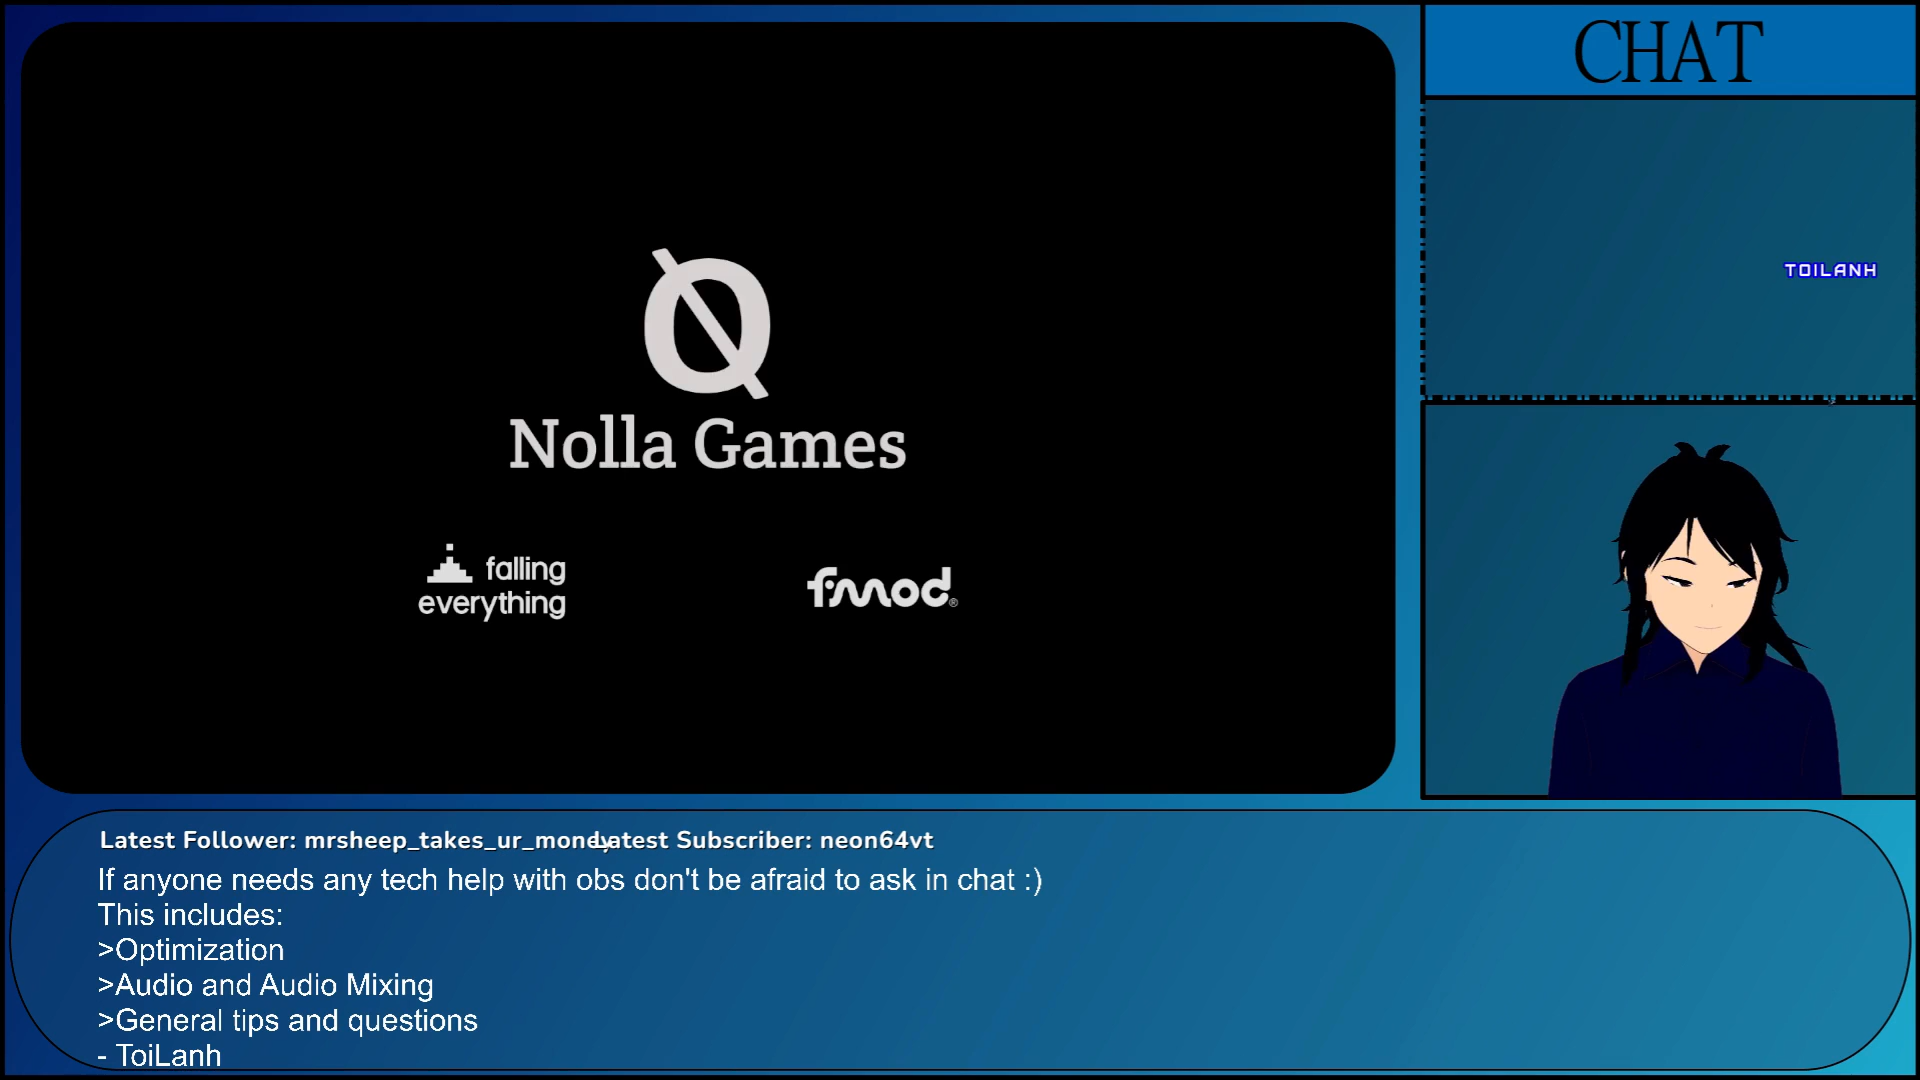 CHAT
TOILANH
Nolla Games
falling
everything
fmod®
Latest Follower: mrsheep_takes_ur_money
Latest Subscriber: neon64vt
If anyone needs any tech help with obs don't be afraid to ask in chat :)
This includes:
>Optimization
>Audio and Audio Mixing
>General tips and questions
- ToiLanh